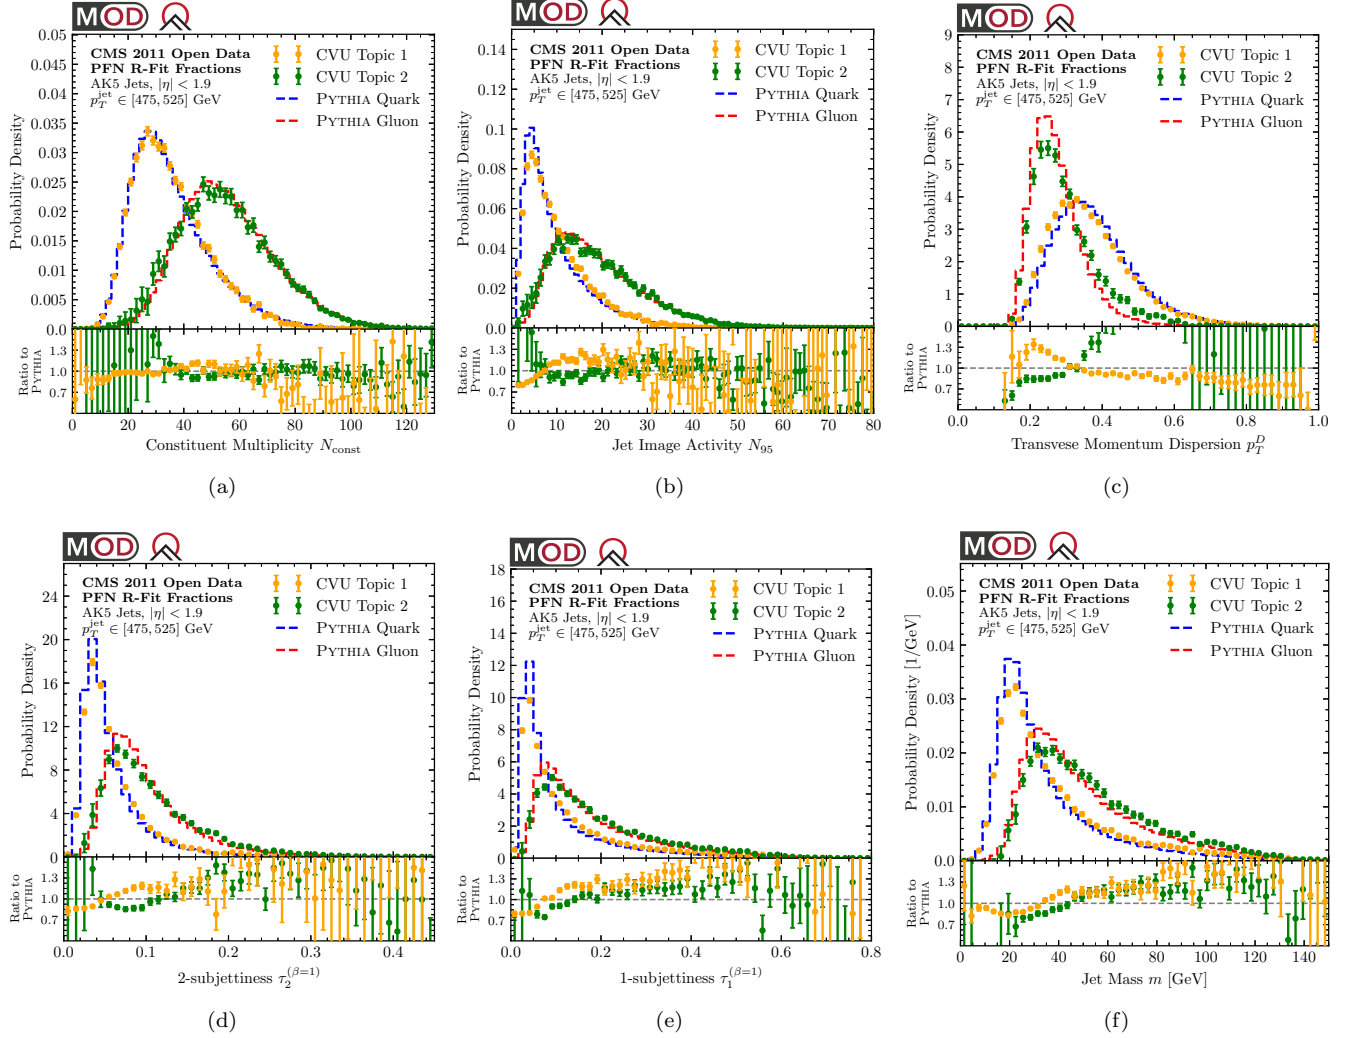 MOD
CMS 2011 Open Data
PFN R-Fit Fractions
AK5 Jets, |η| < 1.9
p_T^jet ∈ [475, 525] GeV
CVU Topic 1
CVU Topic 2
PYTHIA Quark
PYTHIA Gluon
Probability Density
0.05
0.045
0.04
0.035
0.03
0.025
0.02
0.015
0.01
0.005
0.0
Ratio to
PYTHIA
1.3
1.0
0.7
0 20 40 60 80 100 120
Constituent Multiplicity N_const
(a)
MOD
CMS 2011 Open Data
PFN R-Fit Fractions
AK5 Jets, |η| < 1.9
p_T^jet ∈ [475, 525] GeV
CVU Topic 1
CVU Topic 2
PYTHIA Quark
PYTHIA Gluon
Probability Density
0.14
0.12
0.1
0.08
0.06
0.04
0.02
0.0
Ratio to
PYTHIA
1.3
1.0
0.7
0 10 20 30 40 50 60 70 80
Jet Image Activity N_95
(b)
MOD
CMS 2011 Open Data
PFN R-Fit Fractions
AK5 Jets, |η| < 1.9
p_T^jet ∈ [475, 525] GeV
CVU Topic 1
CVU Topic 2
PYTHIA Quark
PYTHIA Gluon
Probability Density
9
8
7
6
5
4
3
2
1
0
Ratio to
PYTHIA
1.3
1.0
0.7
0.0 0.2 0.4 0.6 0.8 1.0
Transvese Momentum Dispersion p_T^D
(c)
MOD
CMS 2011 Open Data
PFN R-Fit Fractions
AK5 Jets, |η| < 1.9
p_T^jet ∈ [475, 525] GeV
CVU Topic 1
CVU Topic 2
PYTHIA Quark
PYTHIA Gluon
Probability Density
24
20
16
12
8
4
0
Ratio to
PYTHIA
1.3
1.0
0.7
0.0 0.1 0.2 0.3 0.4
2-subjettiness τ_2^(β=1)
(d)
MOD
CMS 2011 Open Data
PFN R-Fit Fractions
AK5 Jets, |η| < 1.9
p_T^jet ∈ [475, 525] GeV
CVU Topic 1
CVU Topic 2
PYTHIA Quark
PYTHIA Gluon
Probability Density
18
16
14
12
10
8
6
4
2
0
Ratio to
PYTHIA
1.3
1.0
0.7
0.0 0.2 0.4 0.6 0.8
1-subjettiness τ_1^(β=1)
(e)
MOD
CMS 2011 Open Data
PFN R-Fit Fractions
AK5 Jets, |η| < 1.9
p_T^jet ∈ [475, 525] GeV
CVU Topic 1
CVU Topic 2
PYTHIA Quark
PYTHIA Gluon
Probability Density [1/GeV]
0.05
0.04
0.03
0.02
0.01
0.0
Ratio to
PYTHIA
1.3
1.0
0.7
0 20 40 60 80 100 120 140
Jet Mass m [GeV]
(f)